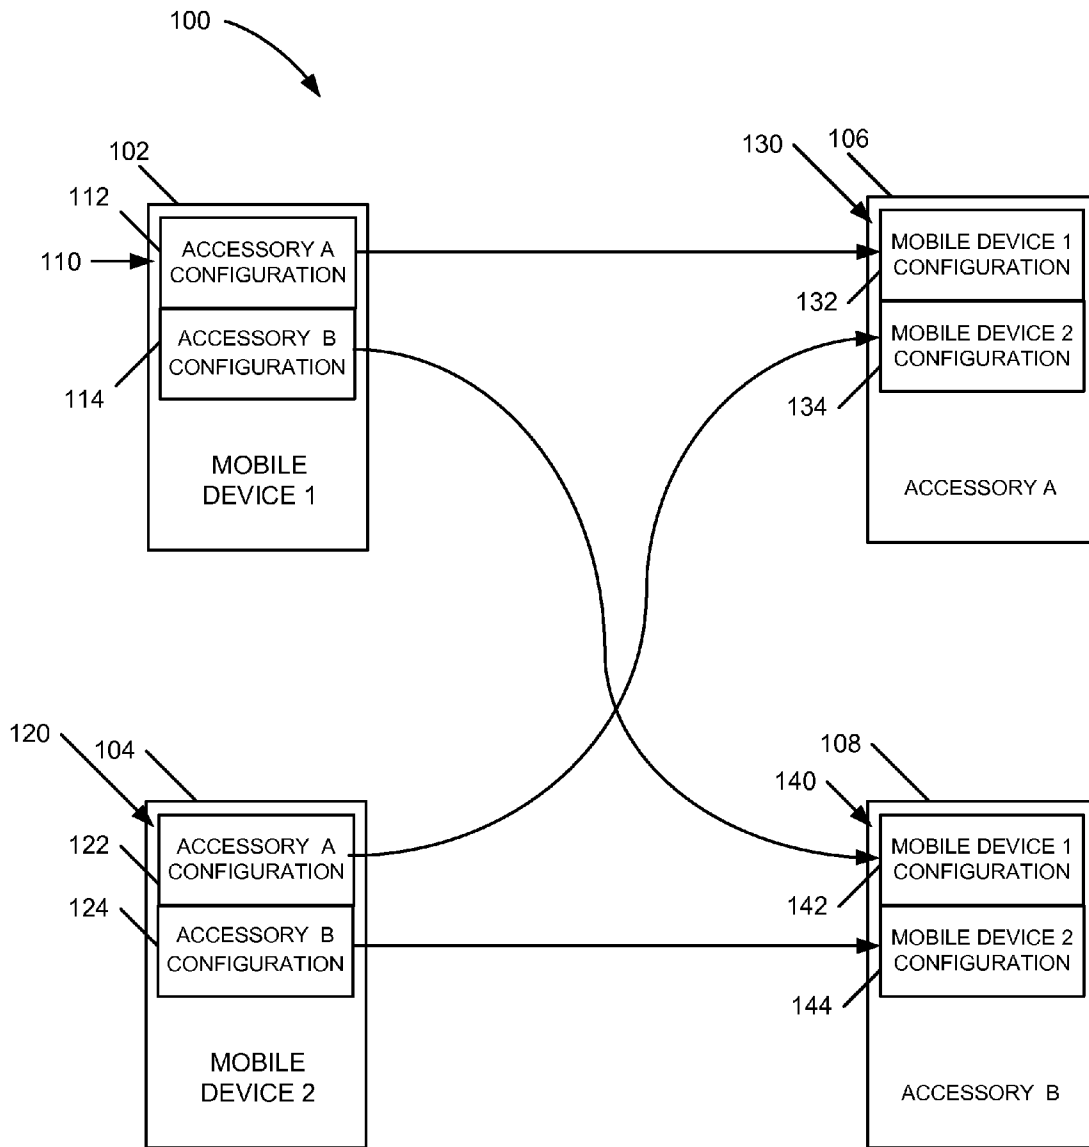 100
102
112
110
114
ACCESSORY A
CONFIGURATION
ACCESSORY B
CONFIGURATION
MOBILE
DEVICE 1
130
106
132
134
MOBILE DEVICE 1
CONFIGURATION
MOBILE DEVICE 2
CONFIGURATION
ACCESSORY A
120
104
122
124
ACCESSORY A
CONFIGURATION
ACCESSORY B
CONFIGURATION
MOBILE
DEVICE 2
108
140
142
144
MOBILE DEVICE 1
CONFIGURATION
MOBILE DEVICE 2
CONFIGURATION
ACCESSORY B